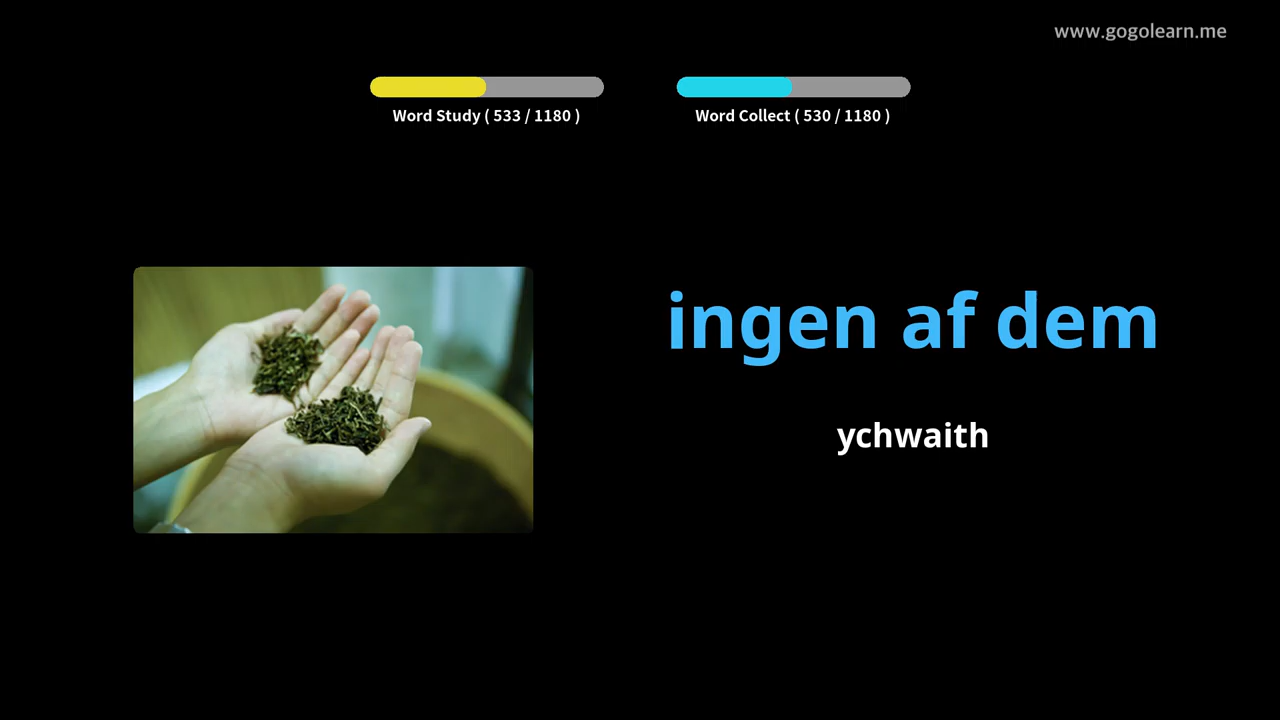 www.gogolearn.me
Word Study ( 533 / 1180 )
Word Collect ( 530 / 1180 )
ingen af dem
ychwaith